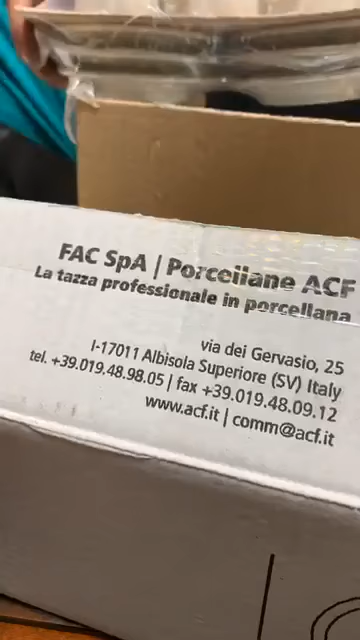 FAC SpA | Porcellane ACF
La tazza professionale in porcellana
via dei Gervasio, 25
I-17011 Albisola Superiore (SV) Italy
tel. +39.019.48.98.05 | fax +39.019.48.09.12
www.acf.it | comm@acf.it